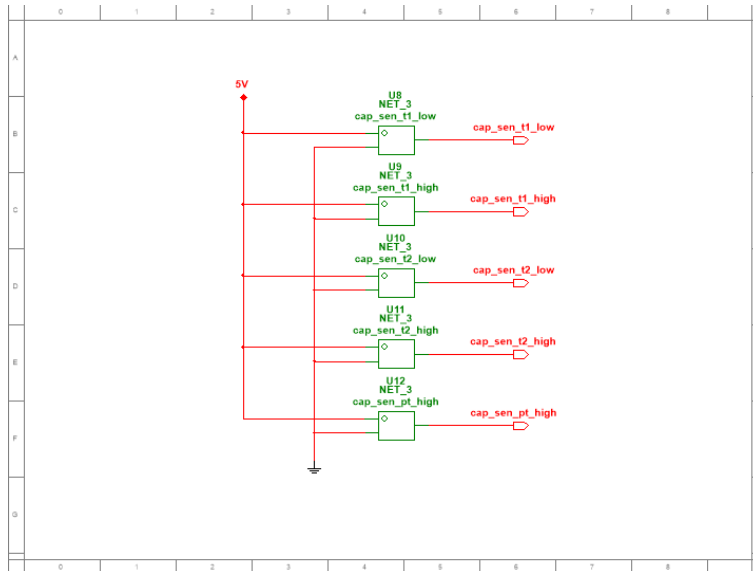 0 1 2 3 4 5 6 7 8
A
5V
U8
NET_3
cap_sen_t1_low
cap_sen_t1_low
B
U9
NET_3
cap_sen_t1_high
cap_sen_t1_high
C
U10
NET_3
cap_sen_t2_low
cap_sen_t2_low
D
U11
NET_3
cap_sen_t2_high
cap_sen_t2_high
E
U12
NET_3
cap_sen_pt_high
cap_sen_pt_high
F
G
0 1 2 3 4 5 6 7 8